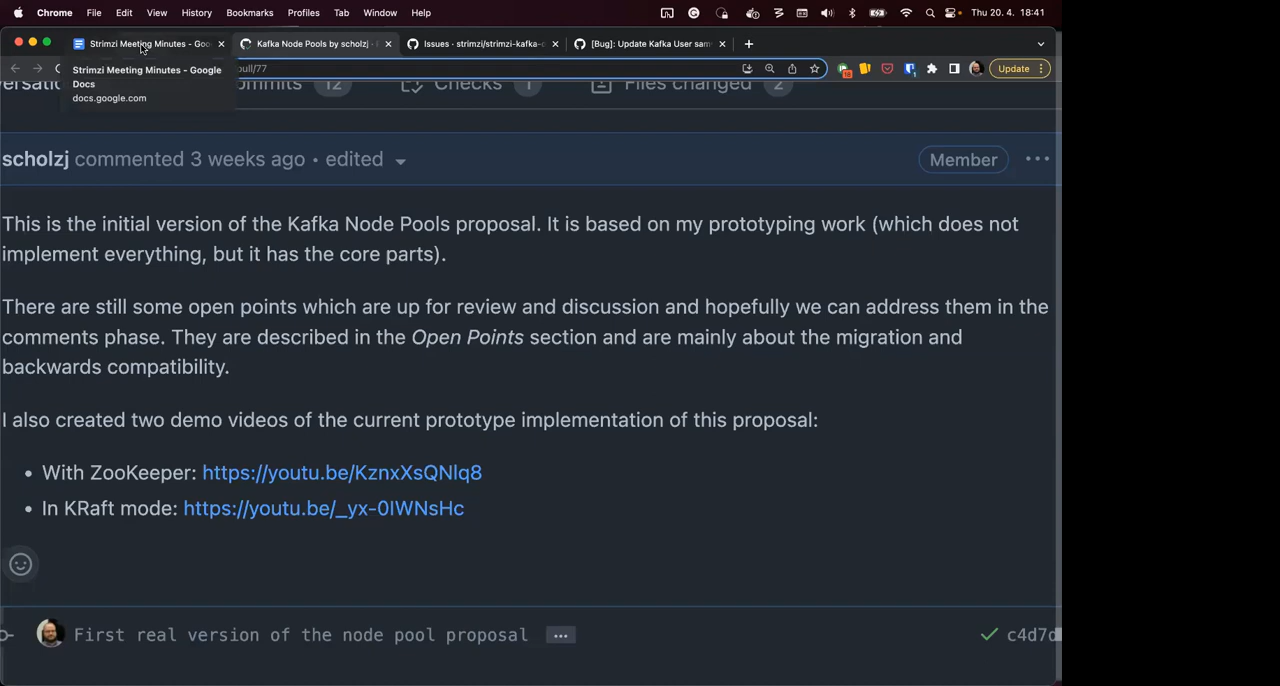 Chrome File Edit View History Bookmarks Profiles Tab Window Help Thu 20. 4. 18:41
Strimzi Meeting Minutes - Goo Kafka Node Pools by scholzj - Issues · strimzi/strimzi-kafka-o [Bug]: Update Kafka User sam
pull/77 18 1 Update
Strimzi Meeting Minutes - Google
Docs
docs.google.com
12 Checks 1 Files changed 2
scholzj commented 3 weeks ago • edited Member
This is the initial version of the Kafka Node Pools proposal. It is based on my prototyping work (which does not
implement everything, but it has the core parts).
There are still some open points which are up for review and discussion and hopefully we can address them in the
comments phase. They are described in the Open Points section and are mainly about the migration and
backwards compatibility.
I also created two demo videos of the current prototype implementation of this proposal:
• With ZooKeeper: https://youtu.be/KznxXsQNlq8
• In KRaft mode: https://youtu.be/_yx-0IWNsHc
First real version of the node pool proposal ... c4d7d